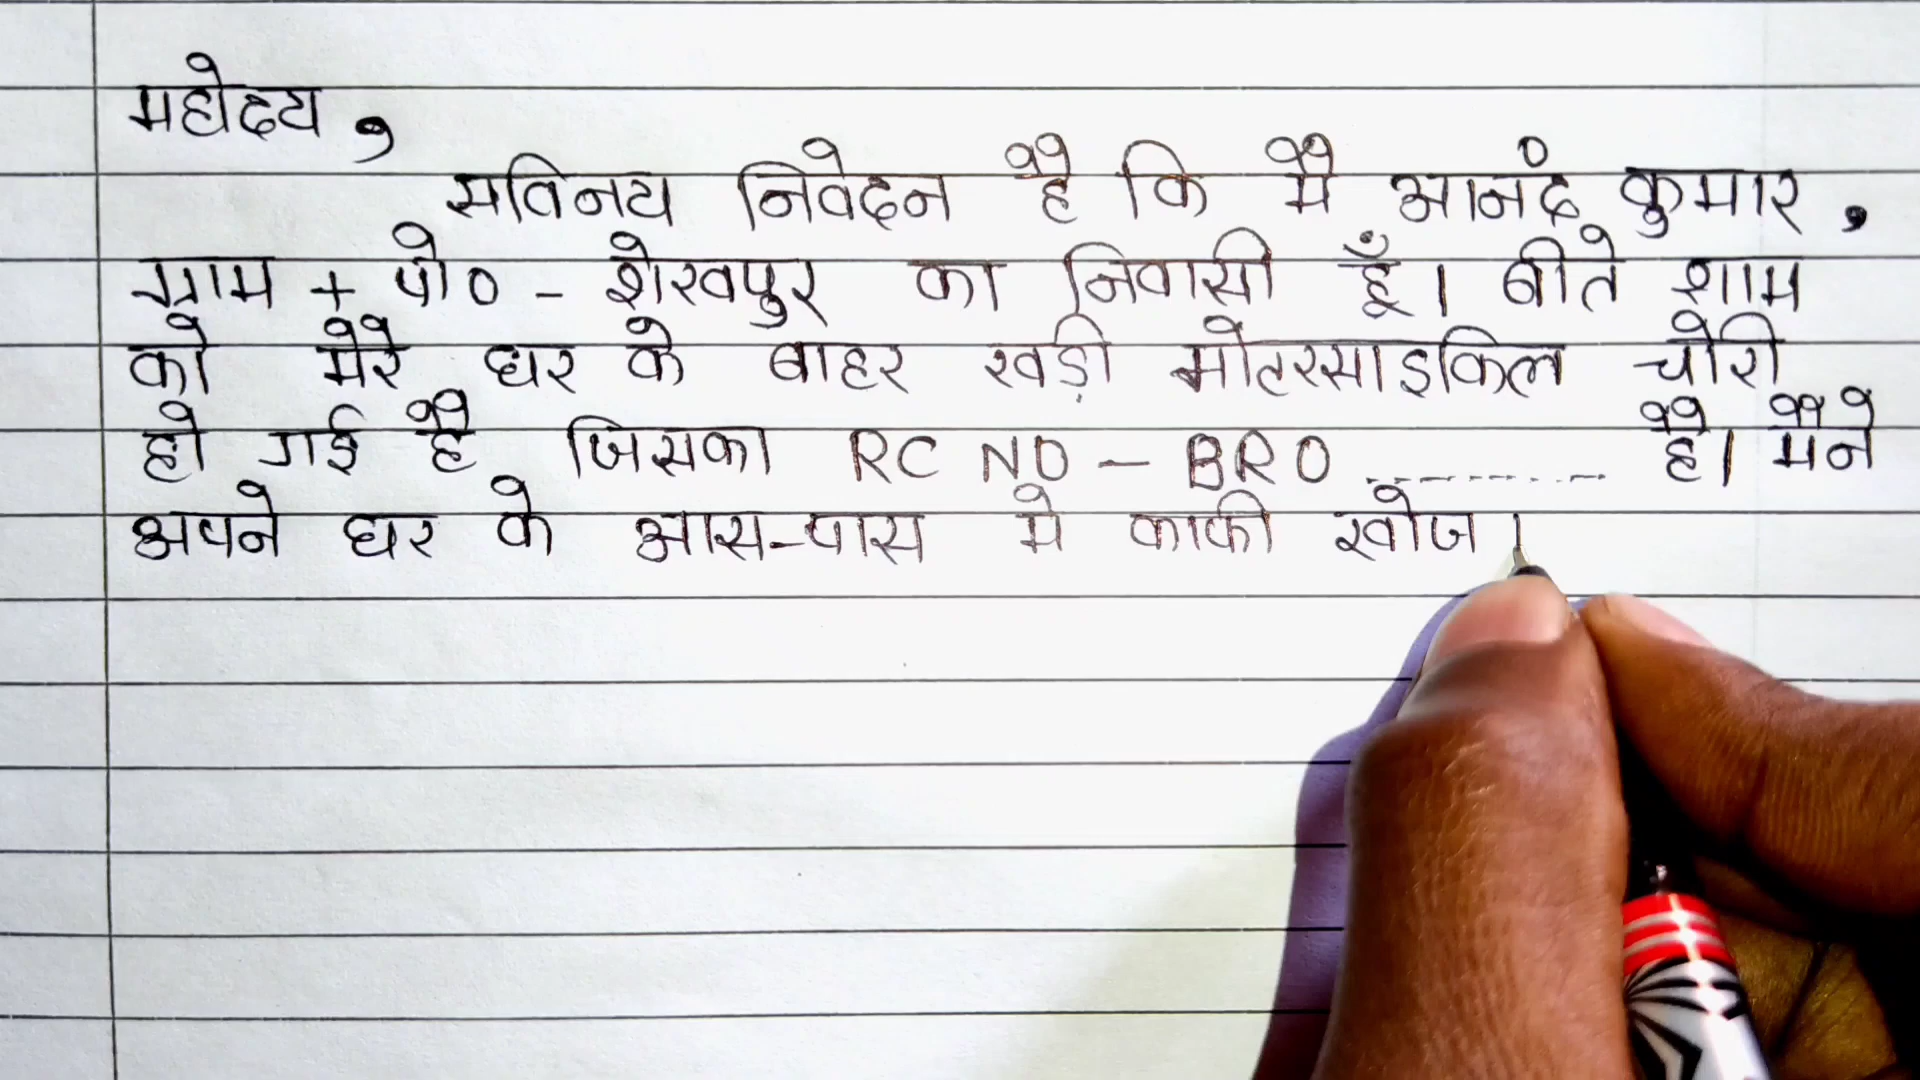 महोदय,
सविनय निवेदन है कि मै आनंद कुमार,
ग्राम + पो० - शेखपुर का निवासी हूँ। बीते शाम
को मेरे घर के बाहर खड़ी मोटरसाइकिल चोरी
हो गई है जिसका RC NO - BR0 .......... है। मैने
अपने घर के आस-पास मे काफी खोज।